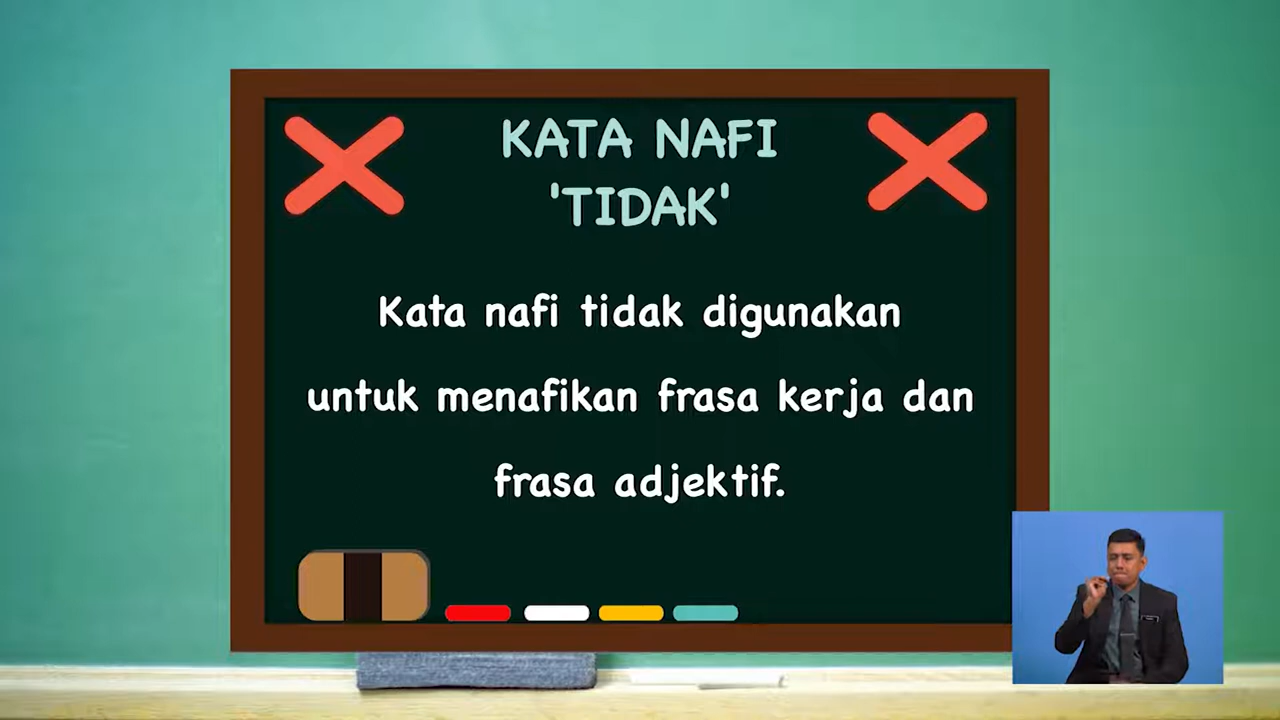 KATA NAFI
'TIDAK'
Kata nafi tidak digunakan
untuk menafikan frasa kerja dan
frasa adjektif.